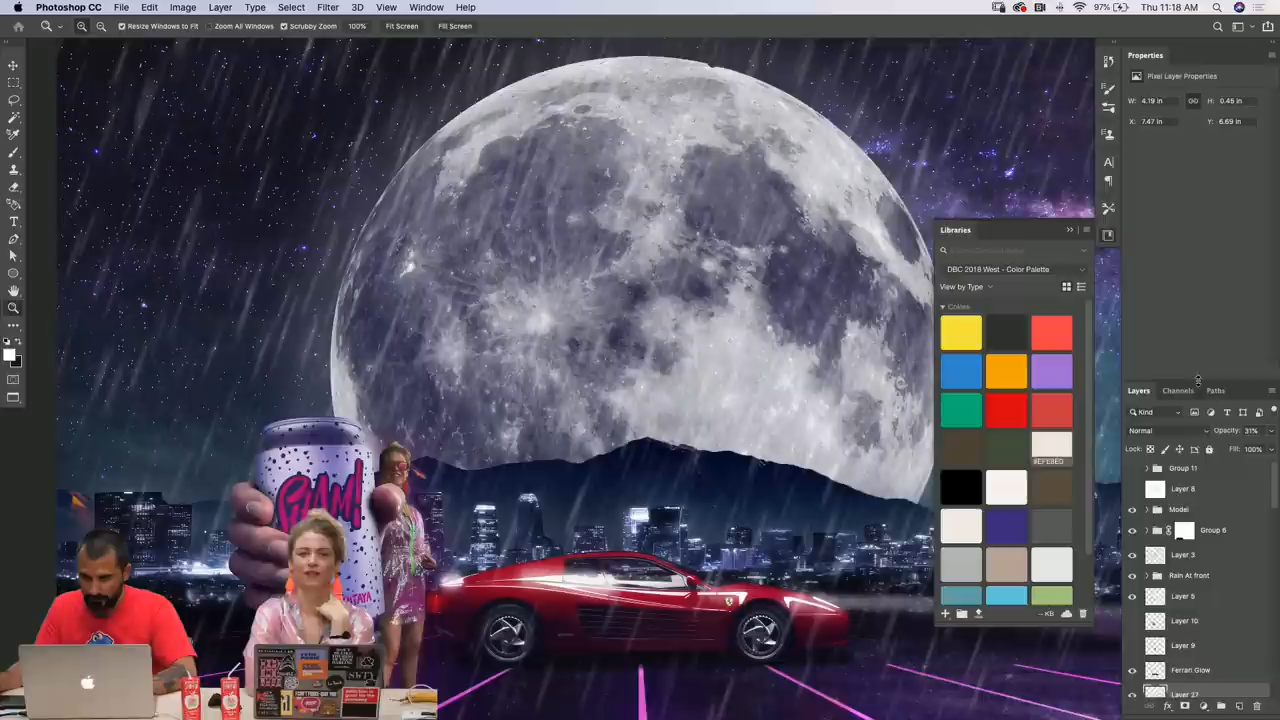 Photoshop CC File Edit Image Layer Type Select Filter 3D View Window Help
97% Thu 11:18 AM
Resize Windows to Fit Zoom All Windows Scrubby Zoom 100% Fit Screen Fill Screen
Properties
Pixel Layer Properties
W: 4.19 in H: 0.46 in
X: 7.47 in Y: 6.69 in
Libraries
DBC 2018 West - Color Palette
View by Type
Colors
#EFE8E0
-- KB
Layers Channels Paths
Kind
Normal Opacity: 31%
Lock: Fill: 100%
Group 11
Layer 8
Model
Group 6
Layer 3
Rain At front
Layer 5
Layer 10
Layer 9
Ferrari Glow
Layer 27
GLAM!